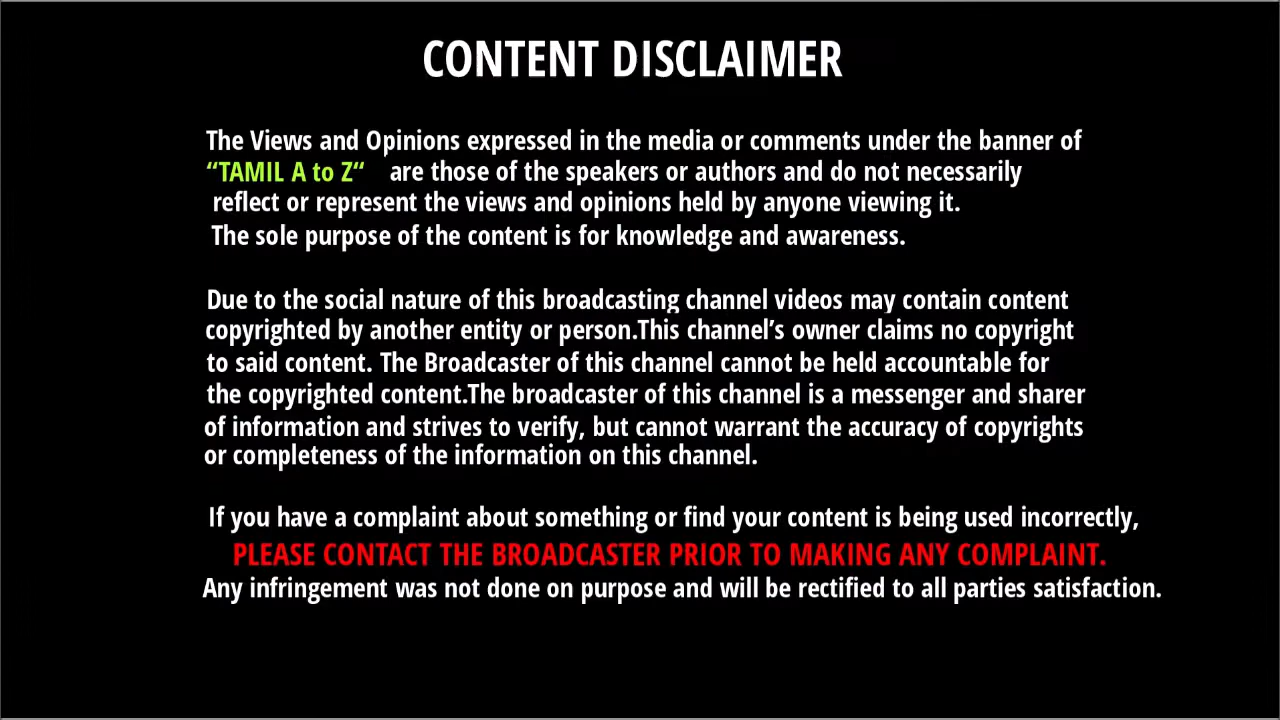 CONTENT DISCLAIMER
The Views and Opinions expressed in the media or comments under the banner of
“TAMIL A to Z“ are those of the speakers or authors and do not necessarily
reflect or represent the views and opinions held by anyone viewing it.
The sole purpose of the content is for knowledge and awareness.
Due to the social nature of this broadcasting channel videos may contain content
copyrighted by another entity or person.This channel’s owner claims no copyright
to said content. The Broadcaster of this channel cannot be held accountable for
the copyrighted content.The broadcaster of this channel is a messenger and sharer
of information and strives to verify, but cannot warrant the accuracy of copyrights
or completeness of the information on this channel.
If you have a complaint about something or find your content is being used incorrectly,
PLEASE CONTACT THE BROADCASTER PRIOR TO MAKING ANY COMPLAINT.
Any infringement was not done on purpose and will be rectified to all parties satisfaction.